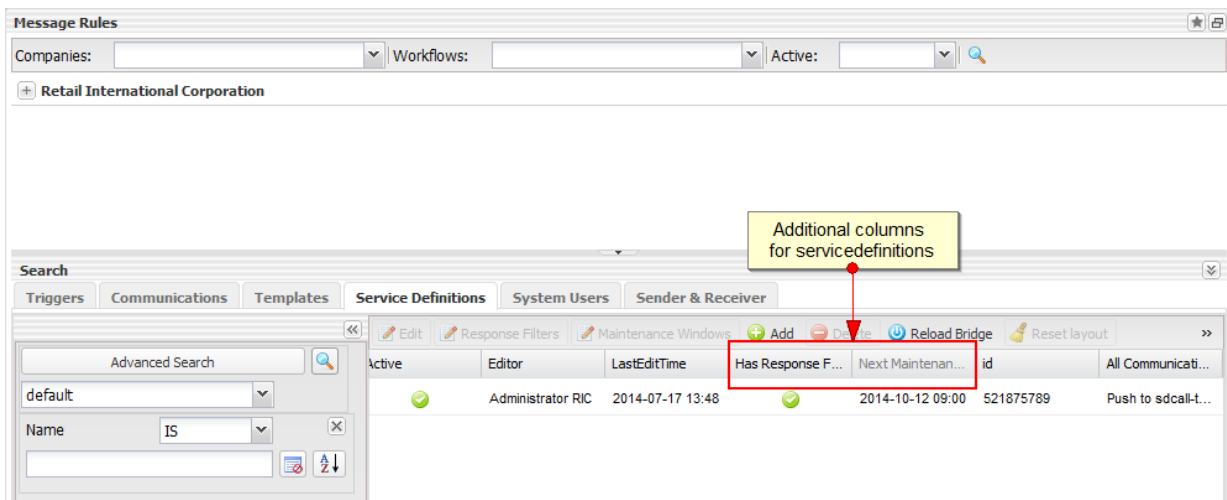 Message Rules
Companies: Workflows: Active:
Retail International Corporation
Additional columns
for servicedefinitions
Search
Triggers Communications Templates Service Definitions System Users Sender & Receiver
Edit Response Filters Maintenance Windows Add Delete Reload Bridge Reset layout »
Advanced Search
Active Editor LastEditTime Has Response F... Next Maintenan... id All Communicati...
default
Administrator RIC 2014-07-17 13:48 2014-10-12 09:00 521875789 Push to sdcall-t...
Name IS